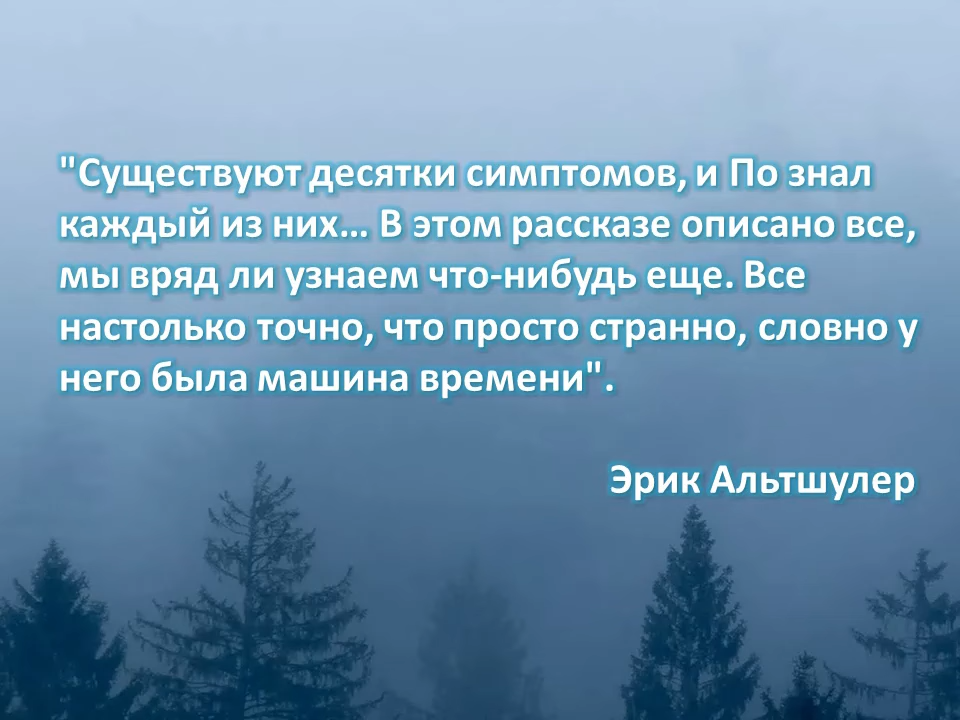 "Существуют десятки симптомов, и По знал
каждый из них… В этом рассказе описано все,
мы вряд ли узнаем что-нибудь еще. Все
настолько точно, что просто странно, словно у
него была машина времени".
Эрик Альтшулер